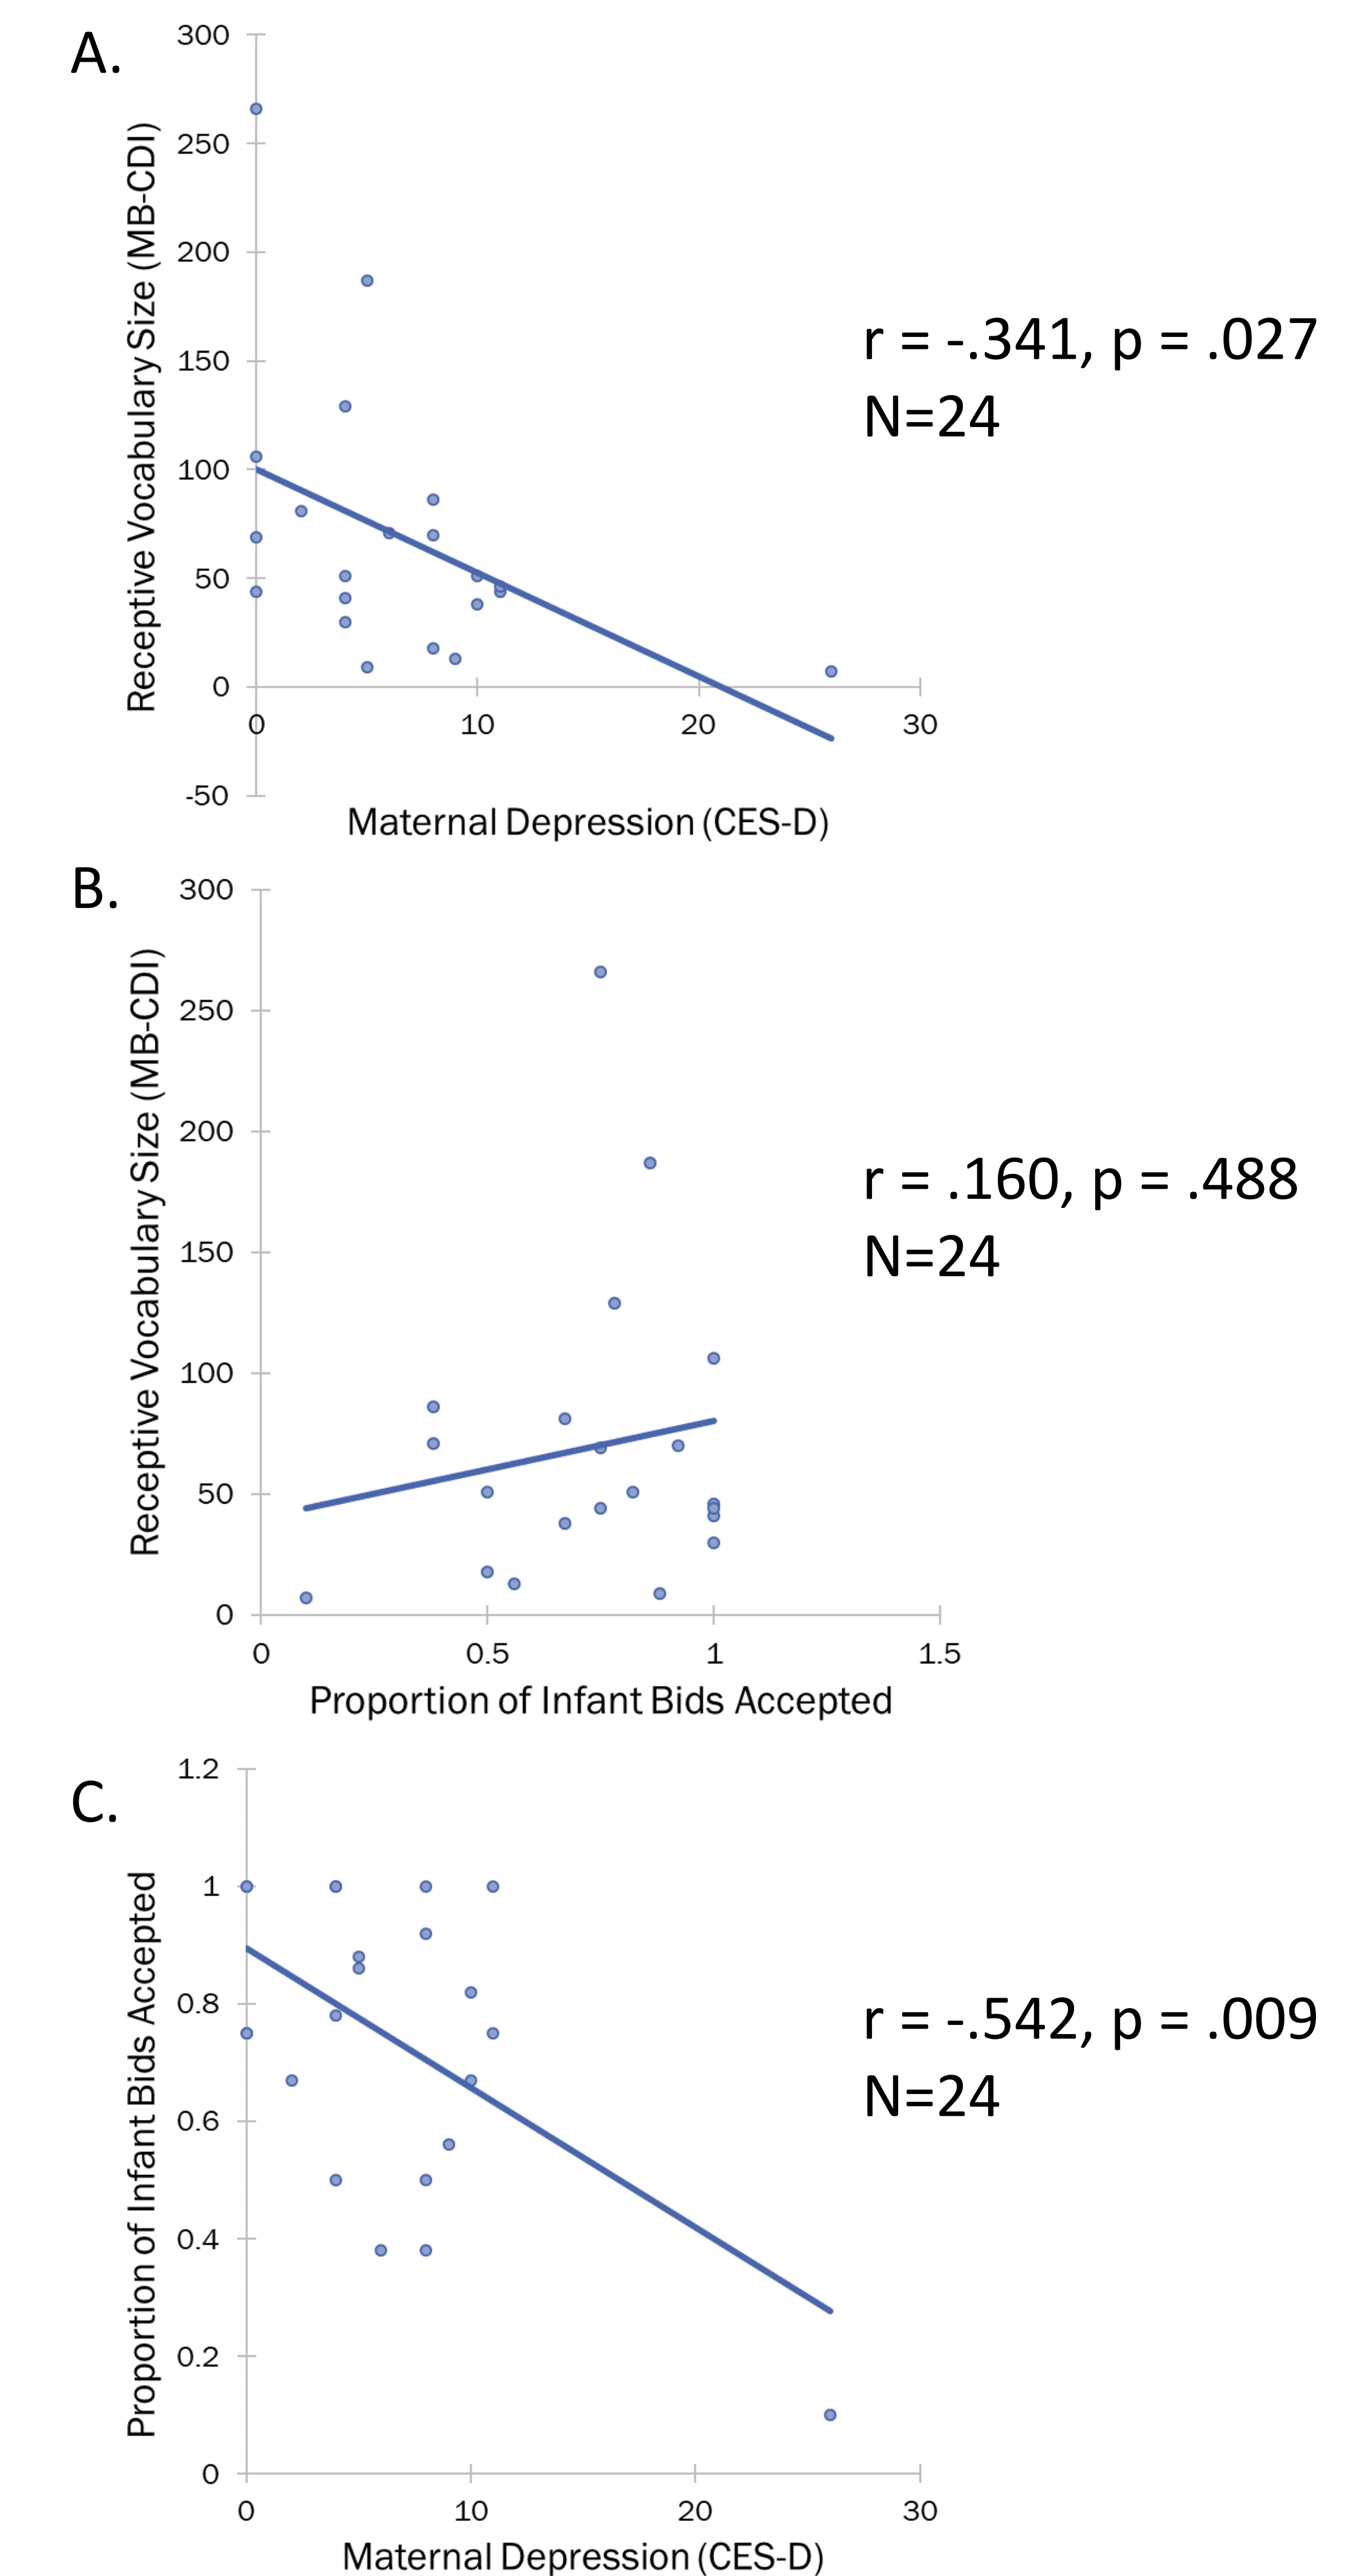 A.
300
250
200
150
100
50
0
-50
Receptive Vocabulary Size (MB-CDI)
0 10 20 30
Maternal Depression (CES-D)
r = -.341, p = .027
N=24
B.
300
250
200
150
100
50
0
Receptive Vocabulary Size (MB-CDI)
0 0.5 1 1.5
Proportion of Infant Bids Accepted
r = .160, p = .488
N=24
C.
1.2
1
0.8
0.6
0.4
0.2
0
Proportion of Infant Bids Accepted
0 10 20 30
Maternal Depression (CES-D)
r = -.542, p = .009
N=24